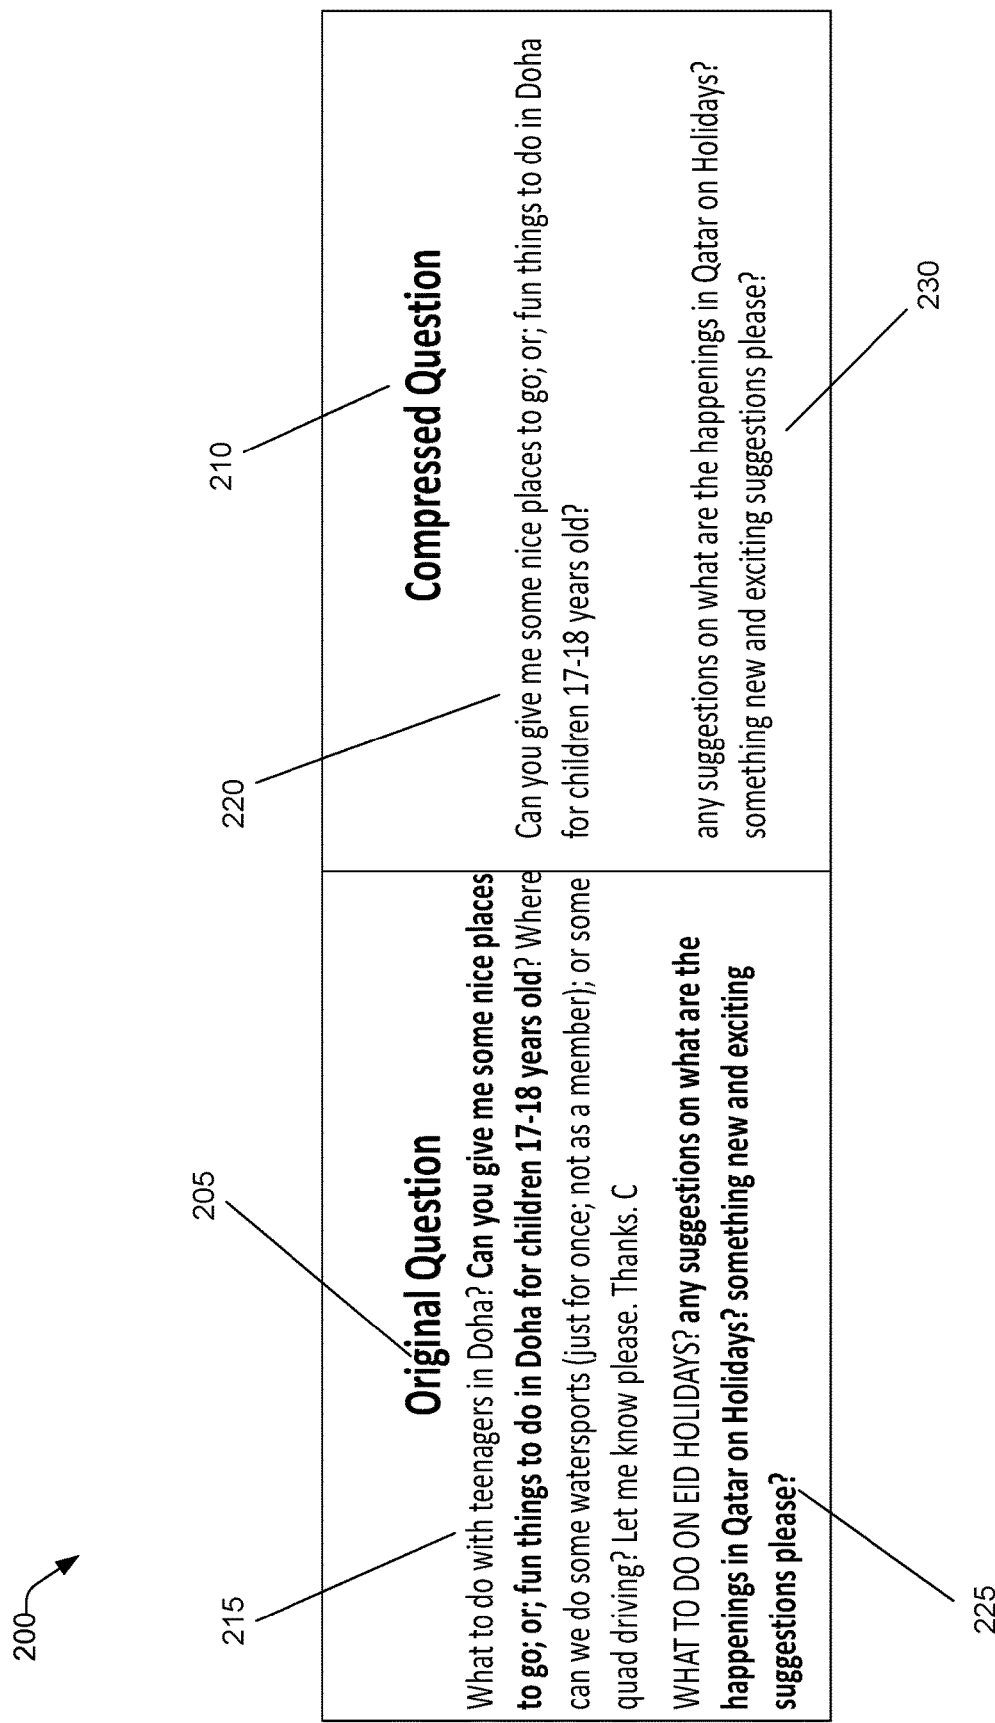 200
205
210
Original Question
Compressed Question
215
What to do with teenagers in Doha? Can you give me some nice places
to go; or; fun things to do in Doha for children 17-18 years old? Where
can we do some watersports (just for once; not as a member); or some
quad driving? Let me know please. Thanks. C
220
Can you give me some nice places to go; or; fun things to do in Doha
for children 17-18 years old?
WHAT TO DO ON EID HOLIDAYS? any suggestions on what are the
happenings in Qatar on Holidays? something new and exciting
suggestions please?
225
any suggestions on what are the happenings in Qatar on Holidays?
something new and exciting suggestions please?
230